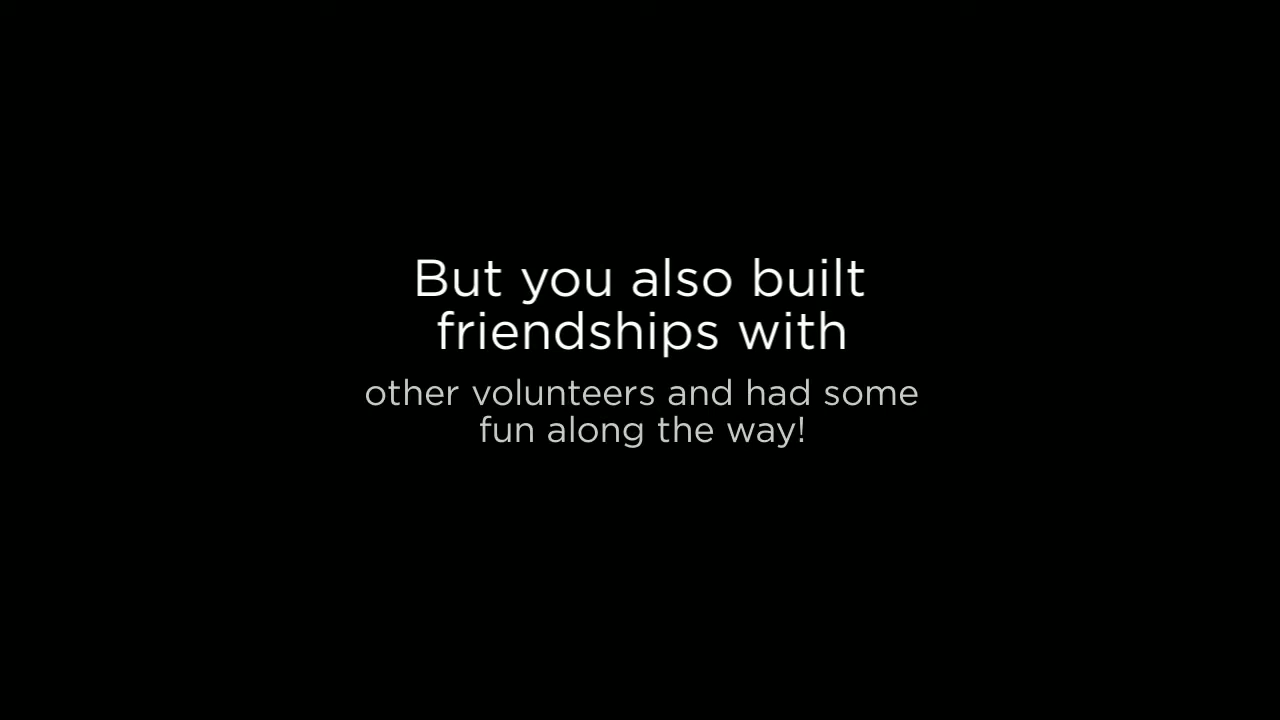 But you also built
friendships with
other volunteers and had some
fun along the way!